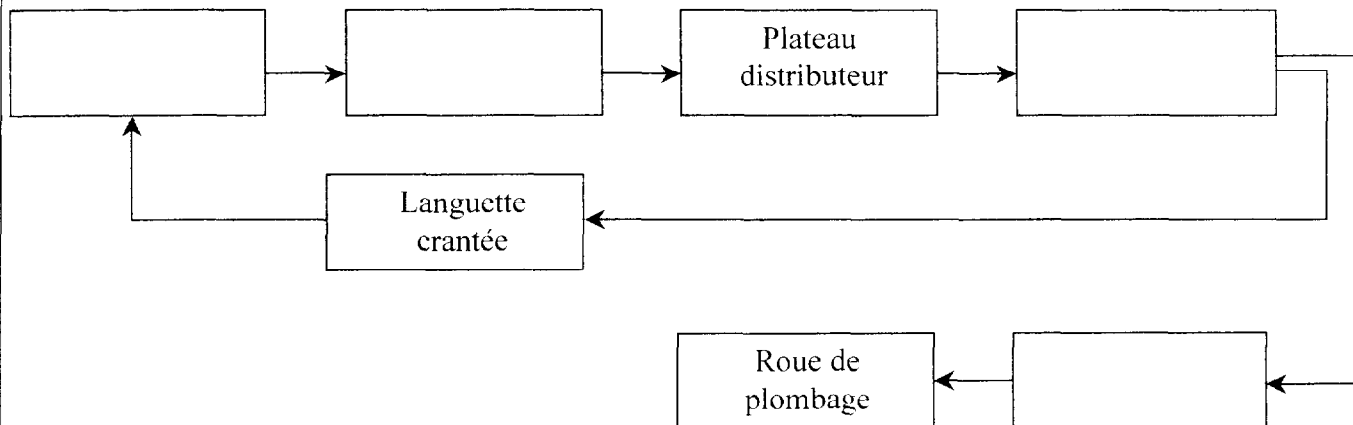 Plateau
distributeur
Languette
crantée
Roue de
plombage